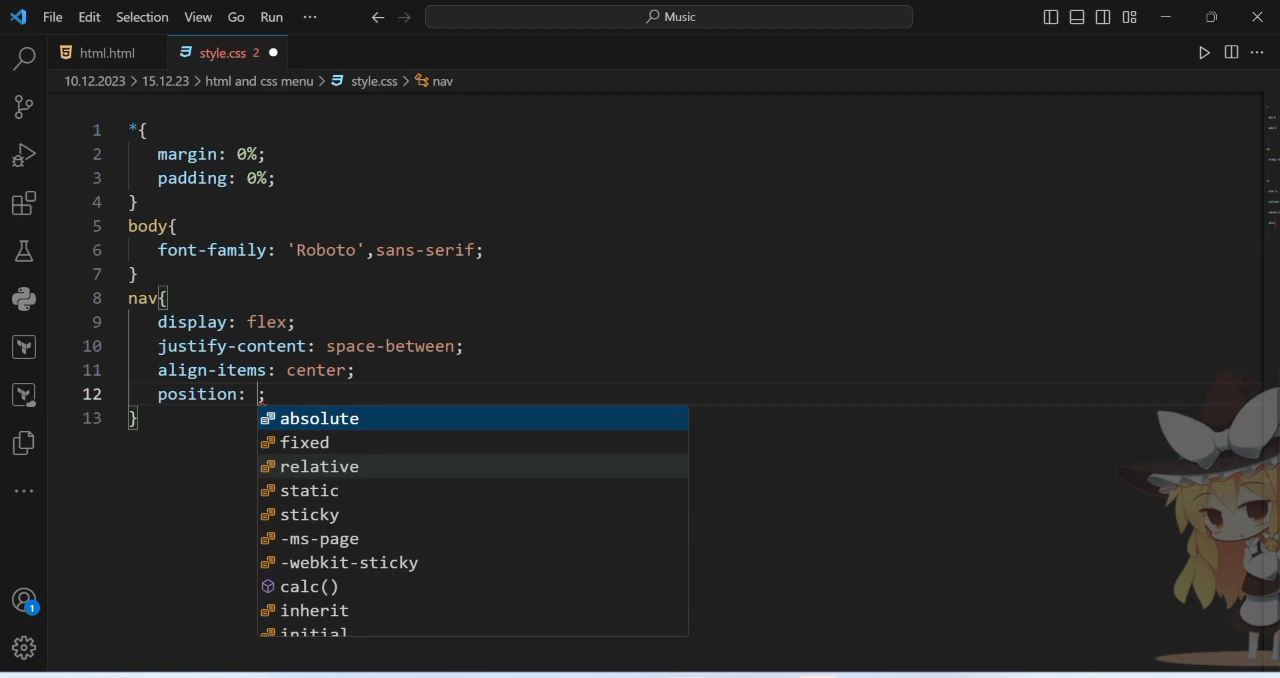 File Edit Selection View Go Run ··· Music
html.html style.css 2
10.12.2023 > 15.12.23 > html and css menu > style.css > nav
1 *{
2 margin: 0%;
3 padding: 0%;
4 }
5 body{
6 font-family: 'Roboto',sans-serif;
7 }
8 nav{
9 display: flex;
10 justify-content: space-between;
11 align-items: center;
12 position: ;
13 }
absolute
fixed
relative
static
sticky
-ms-page
-webkit-sticky
calc()
inherit
initial
1